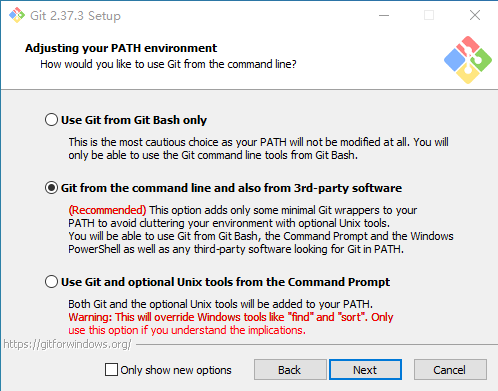 Git 2.37.3 Setup
Adjusting your PATH environment
How would you like to use Git from the command line?
Use Git from Git Bash only
This is the most cautious choice as your PATH will not be modified at all. You will
only be able to use the Git command line tools from Git Bash.
Git from the command line and also from 3rd-party software
(Recommended) This option adds only some minimal Git wrappers to your
PATH to avoid cluttering your environment with optional Unix tools.
You will be able to use Git from Git Bash, the Command Prompt and the Windows
PowerShell as well as any third-party software looking for Git in PATH.
Use Git and optional Unix tools from the Command Prompt
Both Git and the optional Unix tools will be added to your PATH.
Warning: This will override Windows tools like "find" and "sort". Only
use this option if you understand the implications.
https://gitforwindows.org/
Only show new options
Back
Next
Cancel